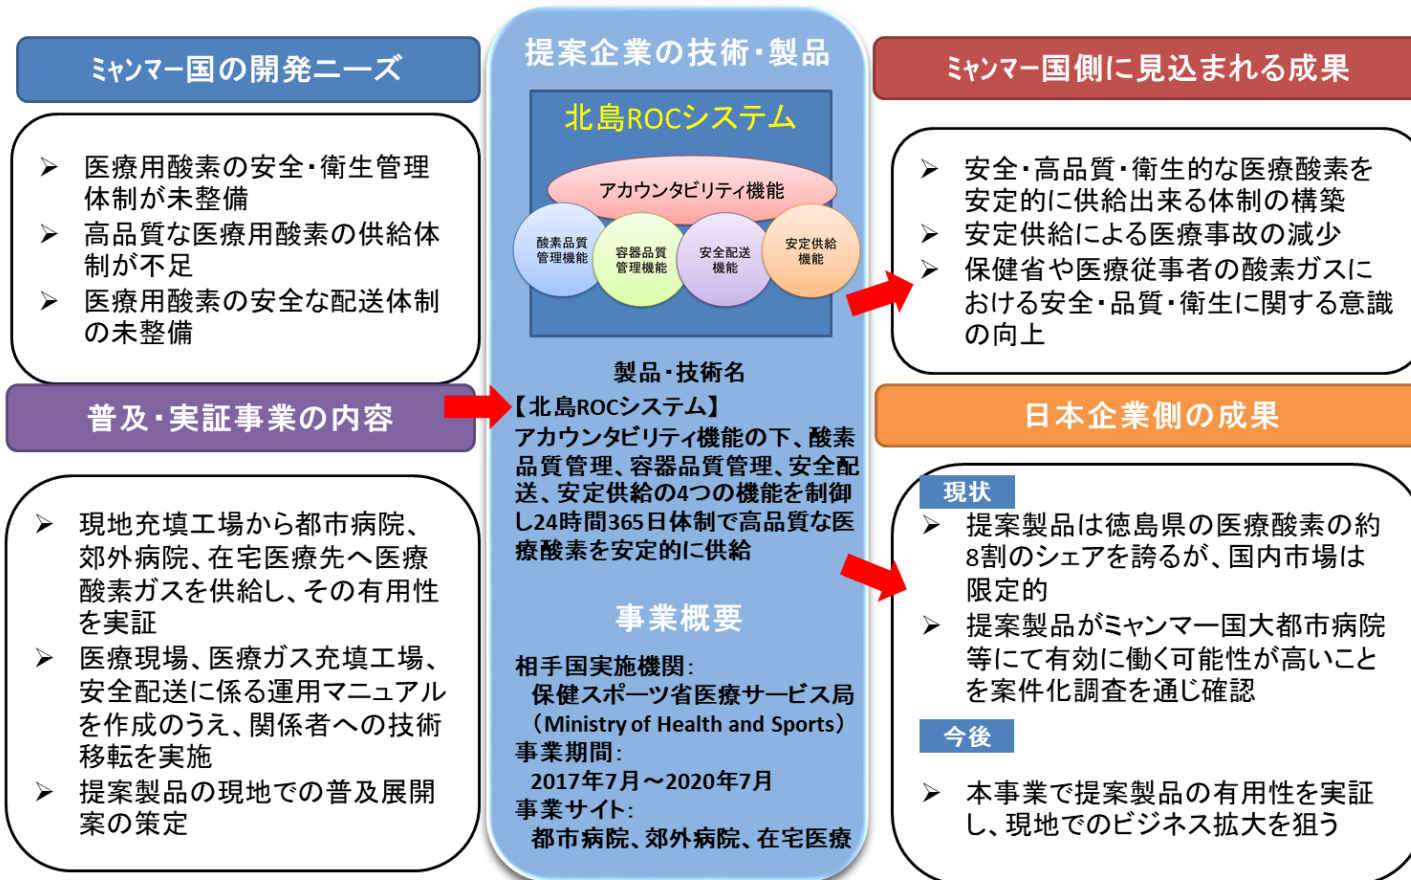 ミャンマー国の開発ニーズ
➢ 医療用酸素の安全・衛生管理
体制が未整備
➢ 高品質な医療用酸素の供給体
制が不足
➢ 医療用酸素の安全な配送体制
の未整備
普及・実証事業の内容
➢ 現地充填工場から都市病院、
郊外病院、在宅医療先へ医療
酸素ガスを供給し、その有用性
を実証
➢ 医療現場、医療ガス充填工場、
安全配送に係る運用マニュアル
を作成のうえ、関係者への技術
移転を実施
➢ 提案製品の現地での普及展開
案の策定
提案企業の技術・製品
北島ROCシステム
アカウンタビリティ機能
酸素品質
管理機能
容器品質
管理機能
安全配送
機能
安定供給
機能
製品・技術名
【北島ROCシステム】
アカウンタビリティ機能の下、酸素
品質管理、容器品質管理、安全配
送、安定供給の4つの機能を制御
し24時間365日体制で高品質な医
療酸素を安定的に供給
事業概要
相手国実施機関：
保健スポーツ省医療サービス局
（Ministry of Health and Sports）
事業期間：
2017年7月～2020年7月
事業サイト：
都市病院、郊外病院、在宅医療
ミャンマー国側に見込まれる成果
➢ 安全・高品質・衛生的な医療酸素を
安定的に供給出来る体制の構築
➢ 安定供給による医療事故の減少
➢ 保健省や医療従事者の酸素ガスに
おける安全・品質・衛生に関する意識
の向上
日本企業側の成果
現状
➢ 提案製品は徳島県の医療酸素の約
8割のシェアを誇るが、国内市場は
限定的
➢ 提案製品がミャンマー国大都市病院
等にて有効に働く可能性が高いこと
を案件化調査を通じ確認
今後
➢ 本事業で提案製品の有用性を実証
し、現地でのビジネス拡大を狙う